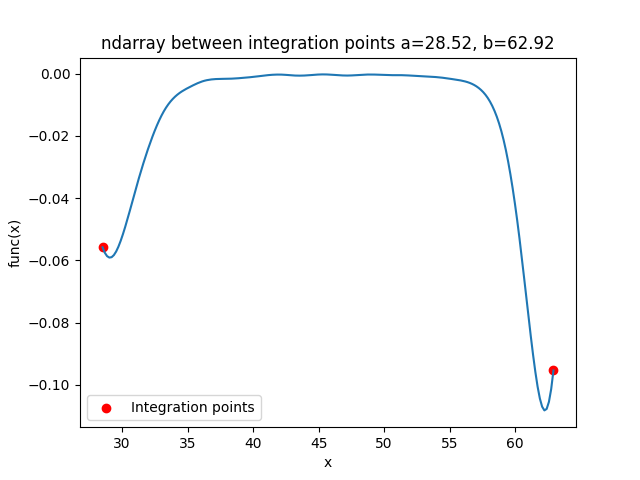 ndarray between integration points a=28.52, b=62.92
0.00
−0.02
−0.04
−0.06
−0.08
−0.10
func(x)
Integration points
30 35 40 45 50 55 60
x